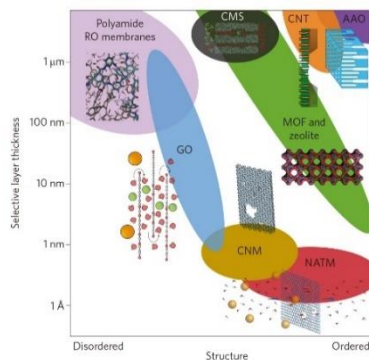 Polyamide
RO membranes
CMS
CNT
AAO
1 μm
100 nm
10 nm
1 nm
1 Å
Selective layer thickness
GO
MOF and
zeolite
CNM
NATM
Disordered
Ordered
Structure